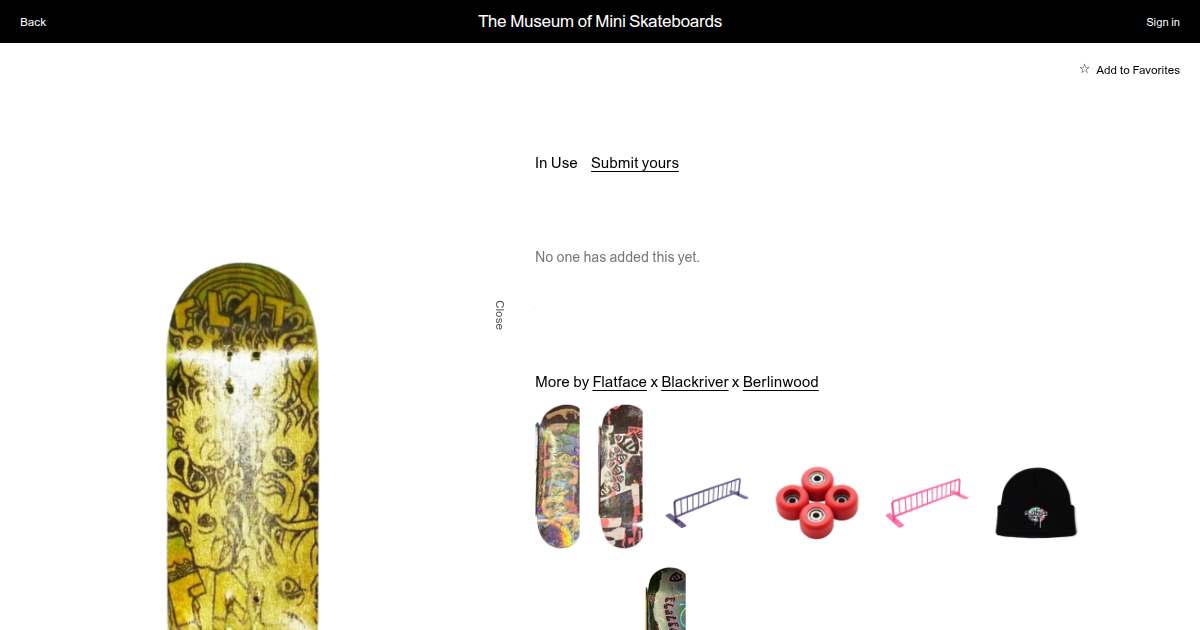 Back
The Museum of Mini Skateboards
Sign in
☆ Add to Favorites
In Use Submit yours
No one has added this yet.
Close
More by Flatface x Blackriver x Berlinwood
FLAT